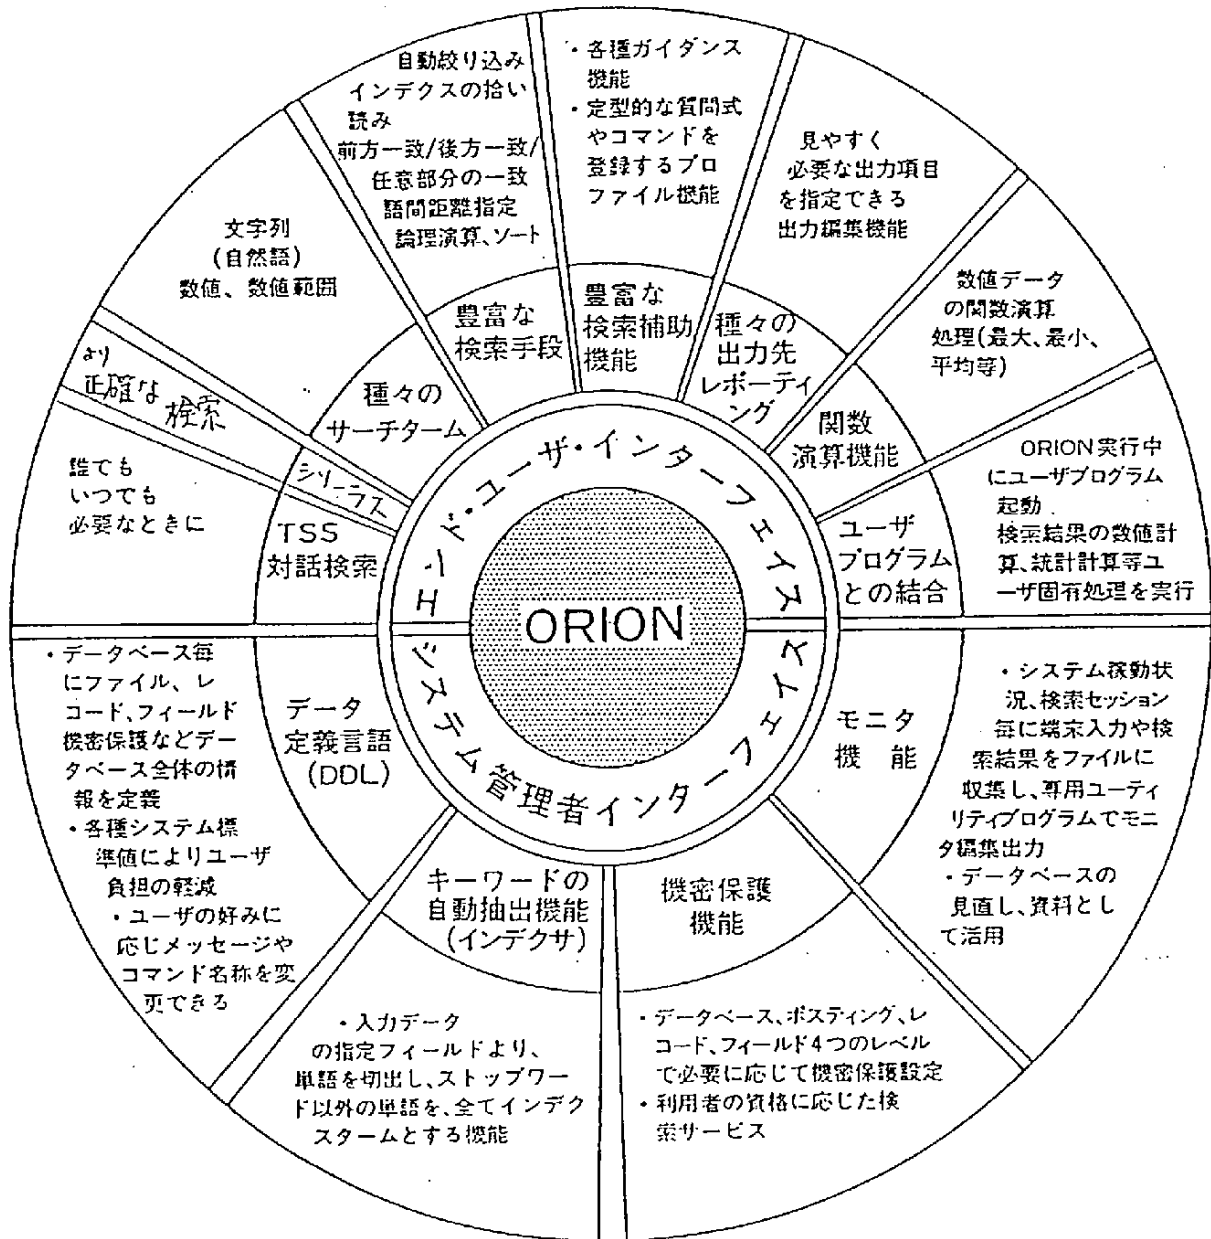 自動絞り込み
インデクスの拾い
読み
前方一致/後方一致/
任意部分の一致
語間距離指定
論理演算、ソート
・各種ガイダンス
機能
・定型的な質問式
やコマンドを
登録するプロ
ファイル機能
見やすく
必要な出力項目
を指定できる
出力編集機能
文字列
(自然語)
数値、数値範囲
数値データ
の関数演算
処理(最大、最小、
平均等)
より
正確な
検索
誰でも
いつでも
必要なときに
ORION実行中
にユーザプログラム
起動
検索結果の数値計
算、統計計算等ユ
ーザ固有処理を実行
豊富な
検索手段
豊富な
検索補助
機能
種々の
出力先
レポーティ
ング
種々の
サーチターム
関数
演算機能
シソーラス
TSS
対話検索
ユーザ
プログラム
との結合
エンド・ユーザ・インターフェイス
ORION
システム管理者インターフェイス
・データベース毎
にファイル、レ
コード、フィールド
機密保護などデー
タベース全体の情
報を定義
・各種システム標
準値によりユーザ
負担の軽減
・ユーザの好みに
応じメッセージや
コマンド名称を変
更できる
データ
定義言語
(DDL)
モニタ
機 能
・システム稼動状
況、検索セッション
毎に端末入力や検
索結果をファイルに
収集し、専用ユーティ
リティプログラムでモニ
タ編集出力
・データベースの
見直し、資料とし
て活用
キーワードの
自動抽出機能
(インデクサ)
機密保護
機能
・入力データ
の指定フィールドより、
単語を切出し、ストップワー
ド以外の単語を、全てインデク
スタームとする機能
・データベース、ポスティング、レ
コード、フィールド4つのレベル
で必要に応じて機密保護設定
・利用者の資格に応じた検
索サービス